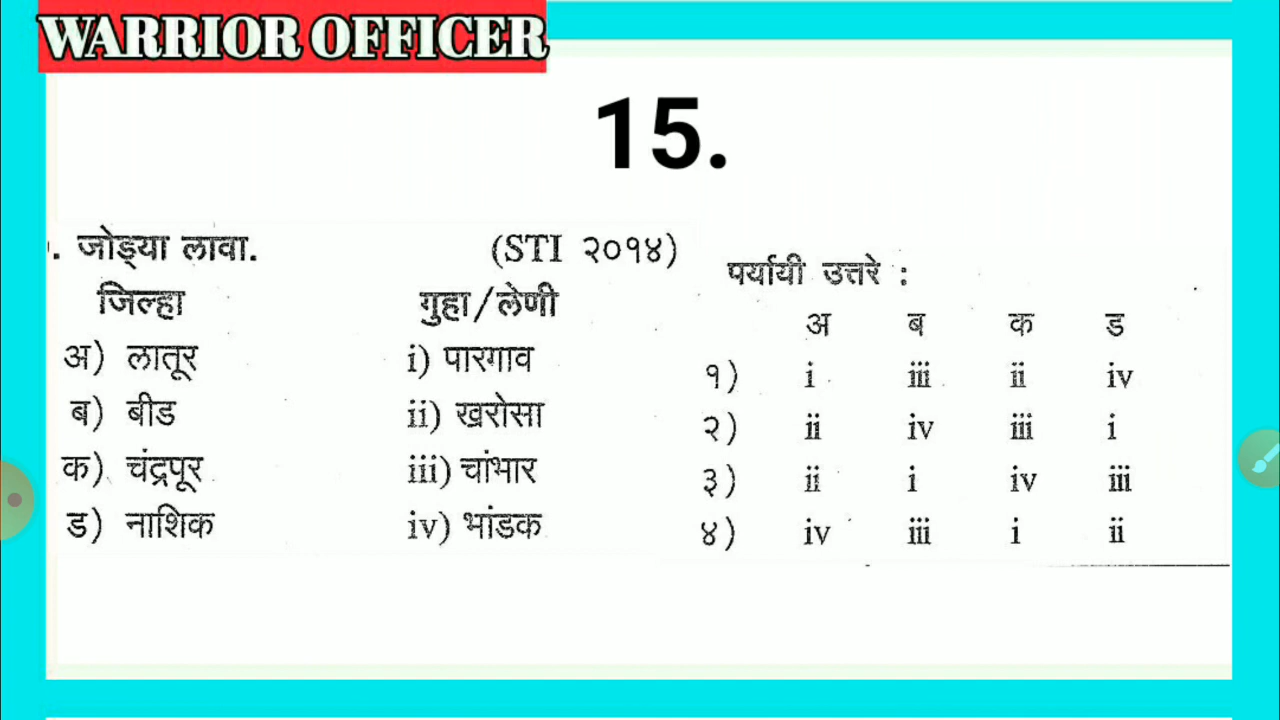 WARRIOR OFFICER
15.
. जोड्या लावा. (STI २०१४)
जिल्हा गुहा/लेणी
अ) लातूर i) पारगाव
ब) बीड ii) खरोसा
क) चंद्रपूर iii) चांभार
ड) नाशिक iv) भांडक
पर्यायी उत्तरे :
अ ब क ड
१) i iii ii iv
२) ii iv iii i
३) ii i iv iii
४) iv iii i ii